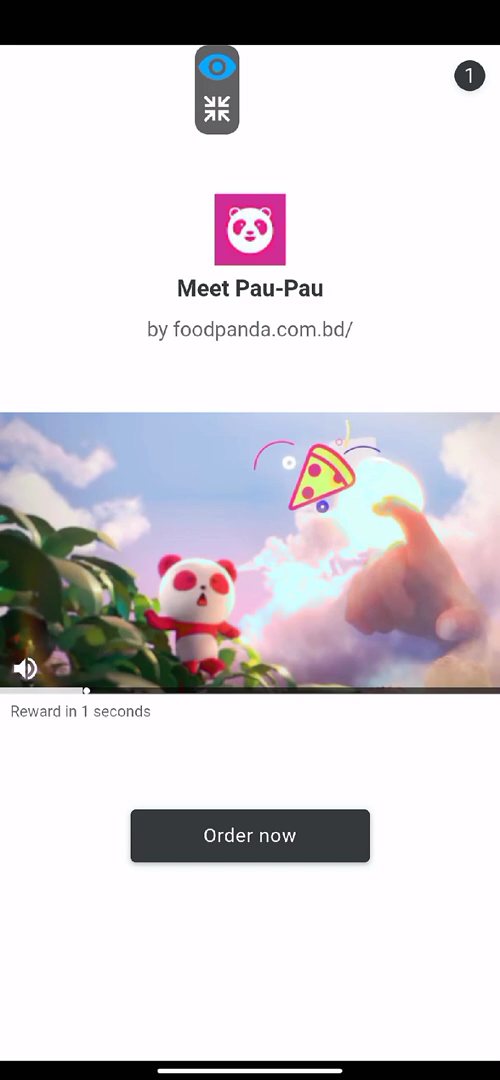 1
Meet Pau-Pau
by foodpanda.com.bd/
Reward in 1 seconds
Order now